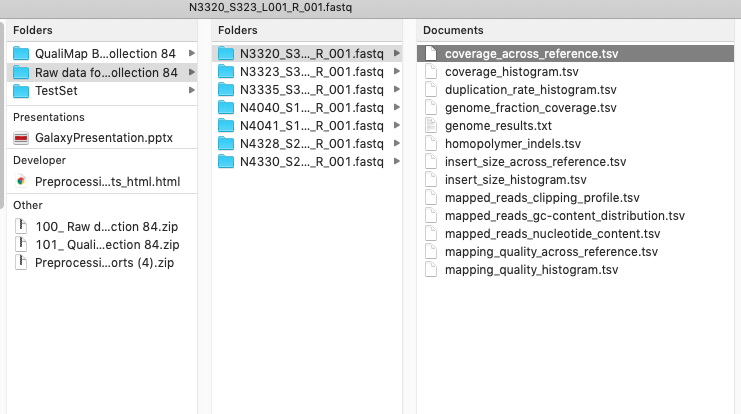 N3320_S323_L001_R_001.fastq
Folders
QualiMap B...ollection 84
Raw data fo...ollection 84
TestSet
Presentations
GalaxyPresentation.pptx
Developer
Preprocessi...ts_html.html
Other
100_ Raw d...ction 84.zip
101_ Quali...ection 84.zip
Preprocessi...orts (4).zip
Folders
N3320_S3..._R_001.fastq
N3323_S3..._R_001.fastq
N3335_S3..._R_001.fastq
N4040_S1..._R_001.fastq
N4041_S1..._R_001.fastq
N4328_S2..._R_001.fastq
N4330_S2..._R_001.fastq
Documents
coverage_across_reference.tsv
coverage_histogram.tsv
duplication_rate_histogram.tsv
genome_fraction_coverage.tsv
genome_results.txt
homopolymer_indels.tsv
insert_size_across_reference.tsv
insert_size_histogram.tsv
mapped_reads_clipping_profile.tsv
mapped_reads_gc-content_distribution.tsv
mapped_reads_nucleotide_content.tsv
mapping_quality_across_reference.tsv
mapping_quality_histogram.tsv